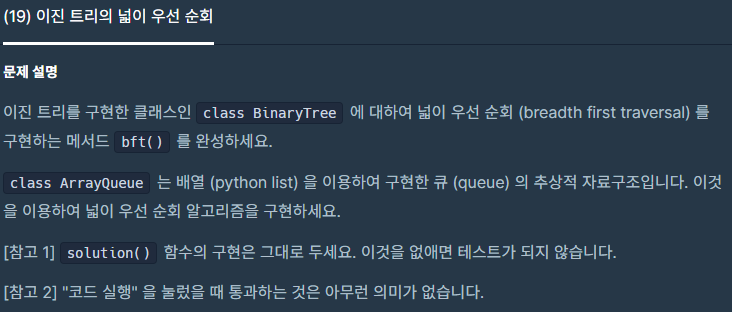 (19) 이진 트리의 넓이 우선 순회
문제 설명
이진 트리를 구현한 클래스인 class BinaryTree 에 대하여 넓이 우선 순회 (breadth first traversal) 를
구현하는 메서드 bft() 를 완성하세요.
class ArrayQueue 는 배열 (python list) 을 이용하여 구현한 큐 (queue) 의 추상적 자료구조입니다. 이것
을 이용하여 넓이 우선 순회 알고리즘을 구현하세요.
[참고 1] solution() 함수의 구현은 그대로 두세요. 이것을 없애면 테스트가 되지 않습니다.
[참고 2] "코드 실행" 을 눌렀을 때 통과하는 것은 아무런 의미가 없습니다.